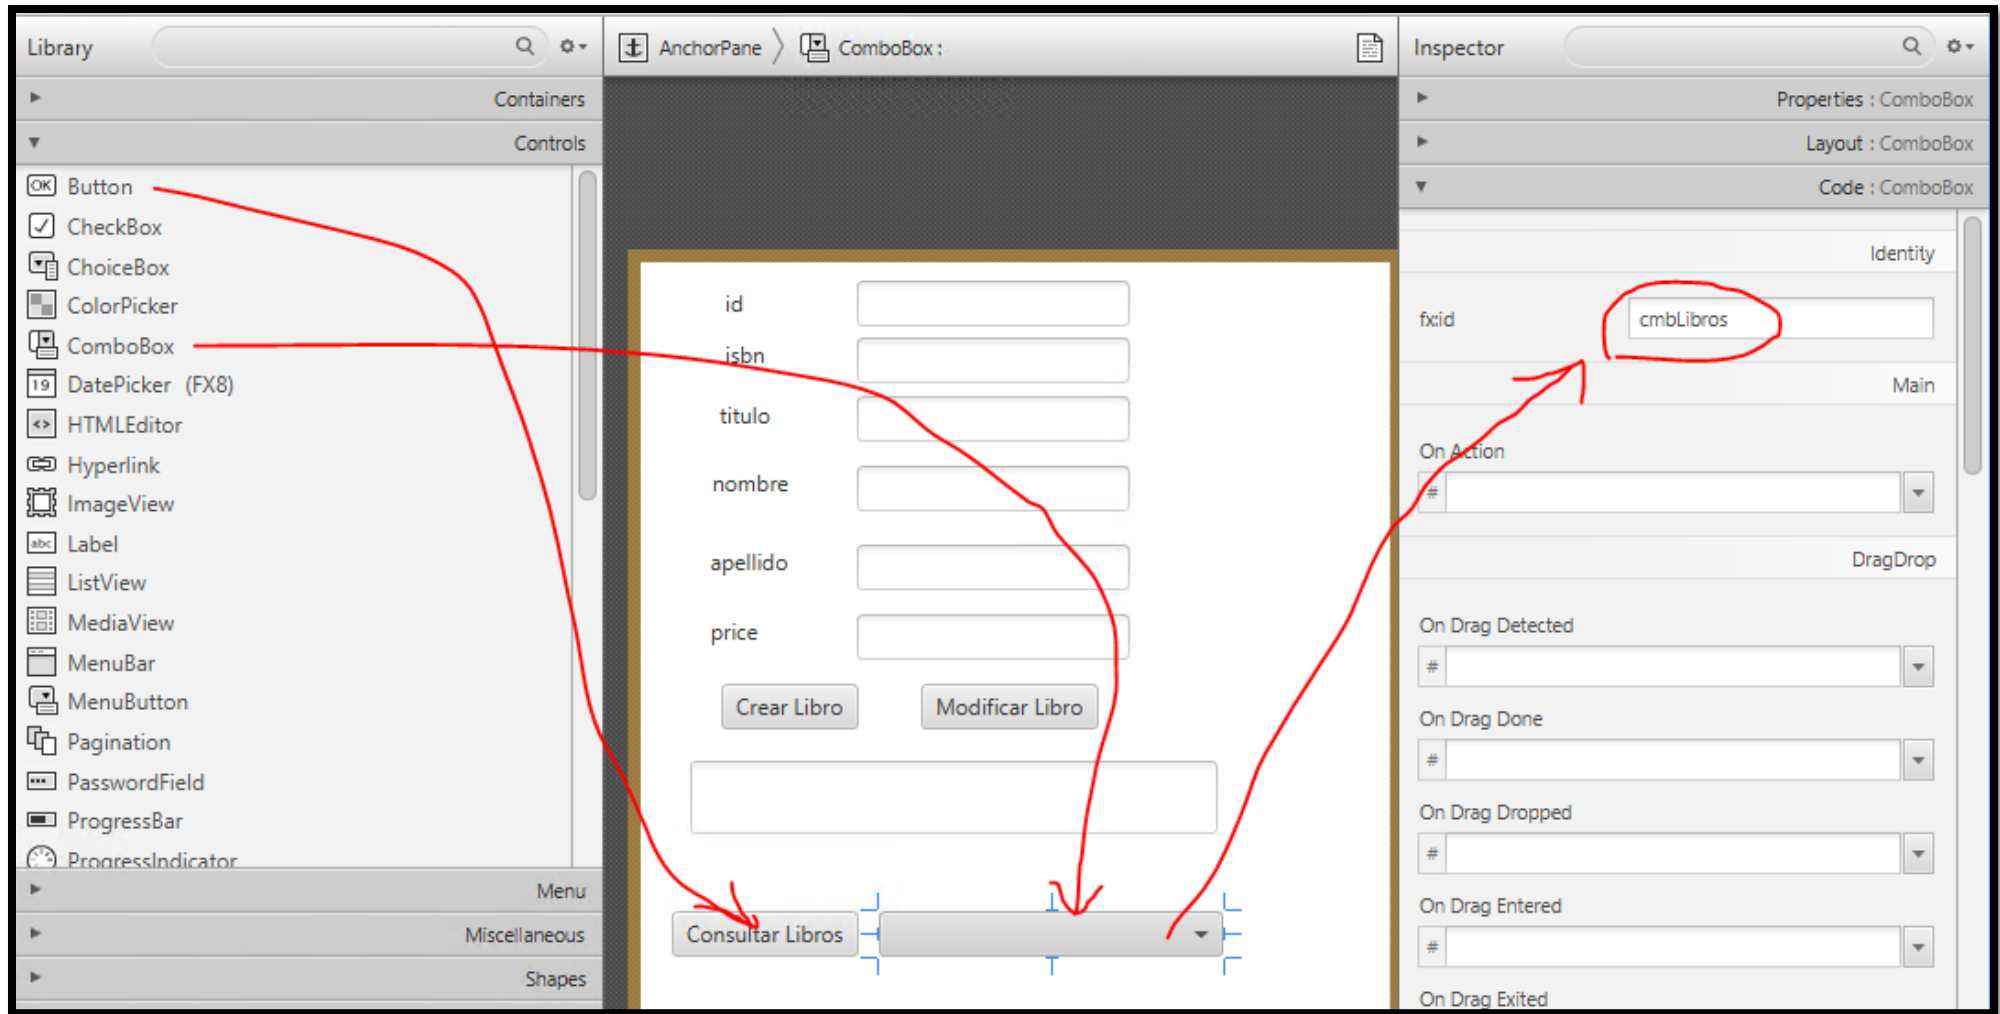 Library
Containers
Controls
OK Button
CheckBox
ChoiceBox
ColorPicker
ComboBox
19 DatePicker (FX8)
<> HTMLEditor
Hyperlink
ImageView
abc Label
ListView
MediaView
MenuBar
MenuButton
Pagination
PasswordField
ProgressBar
ProgressIndicator
Menu
Miscellaneous
Shapes
AnchorPane ComboBox :
id
isbn
titulo
nombre
apellido
price
Crear Libro Modificar Libro
Consultar Libros
Inspector
Properties : ComboBox
Layout : ComboBox
Code : ComboBox
Identity
fx:id cmbLibros
Main
On Action
#
DragDrop
On Drag Detected
#
On Drag Done
#
On Drag Dropped
#
On Drag Entered
#
On Drag Exited